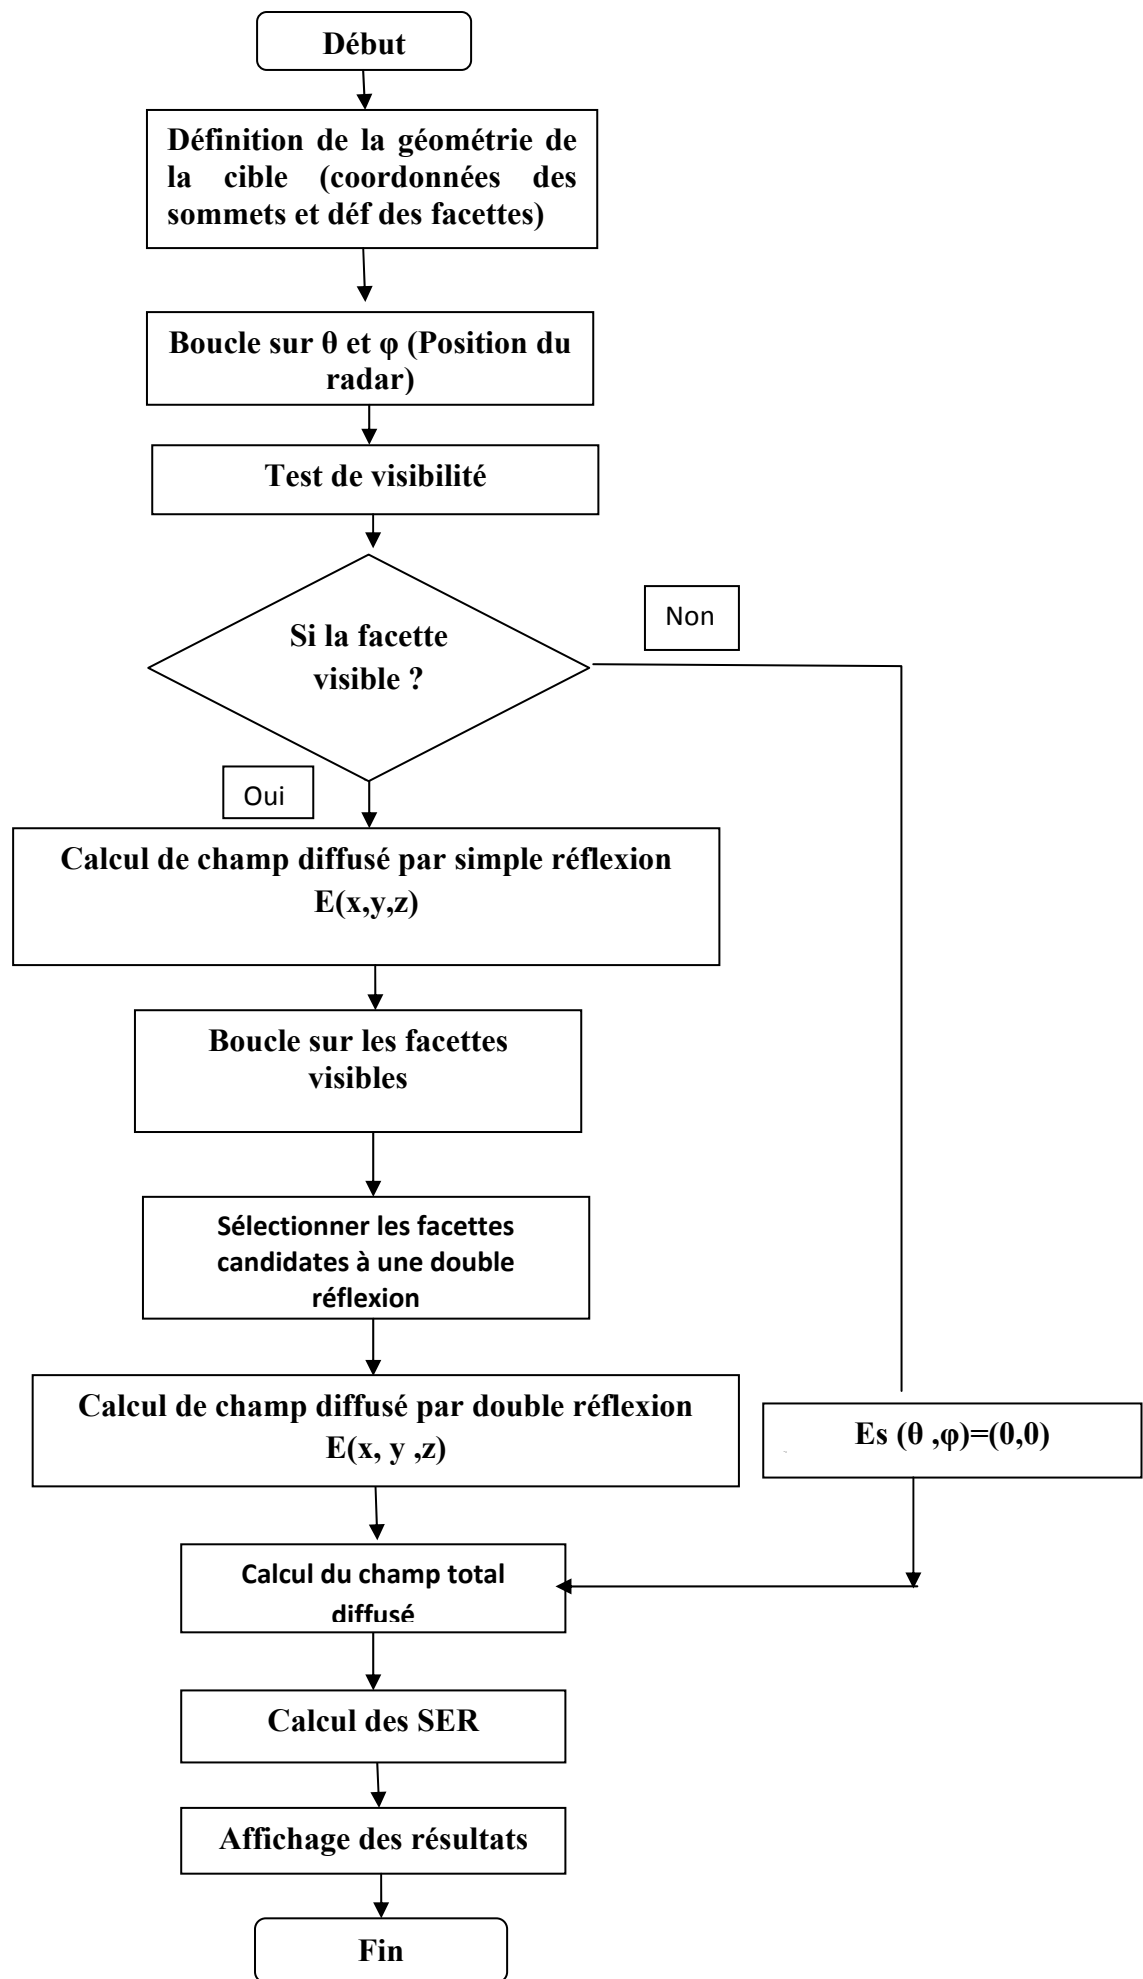 Début
Définition de la géométrie de
la cible (coordonnées des
sommets et déf des facettes)
Boucle sur θ et φ (Position du
radar)
Test de visibilité
Si la facette
visible ?
Non
Oui
Calcul de champ diffusé par simple réflexion
E(x,y,z)
Boucle sur les facettes
visibles
Sélectionner les facettes
candidates à une double
réflexion
Calcul de champ diffusé par double réflexion
E(x, y ,z)
Es (θ ,φ)=(0,0)
Calcul du champ total
diffusé
Calcul des SER
Affichage des résultats
Fin